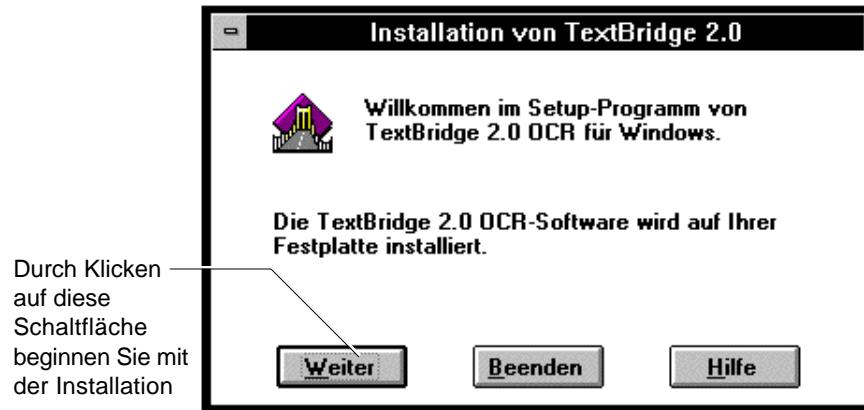 Installation von TextBridge 2.0
Willkommen im Setup-Programm von
TextBridge 2.0 OCR für Windows.
Die TextBridge 2.0 OCR-Software wird auf Ihrer
Festplatte installiert.
Durch Klicken
auf diese
Schaltfläche
beginnen Sie mit
der Installation
Weiter
Beenden
Hilfe